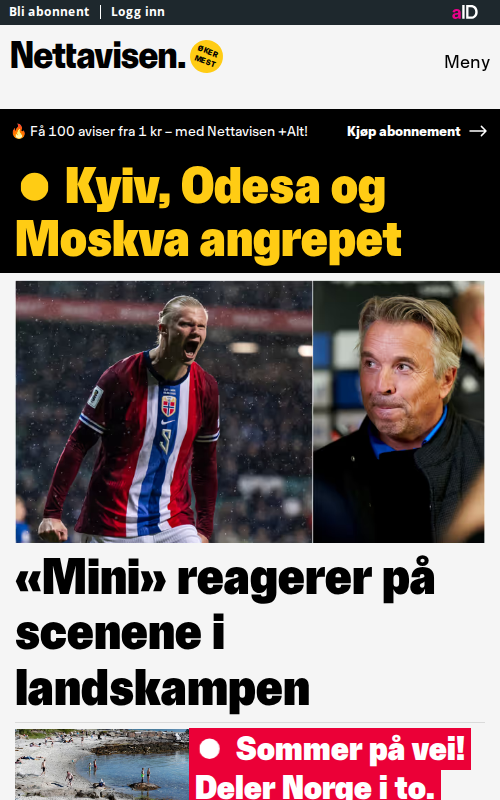 Bli abonnent
Logg inn
aID
Nettavisen.
ØKER
MEST
Meny
🔥 Få 100 aviser fra 1 kr – med Nettavisen +Alt!
Kjøp abonnement →
● Kyiv, Odesa og
Moskva angrepet
9
«Mini» reagerer på
scenene i
landskampen
● Sommer på vei!
Deler Norge i to.